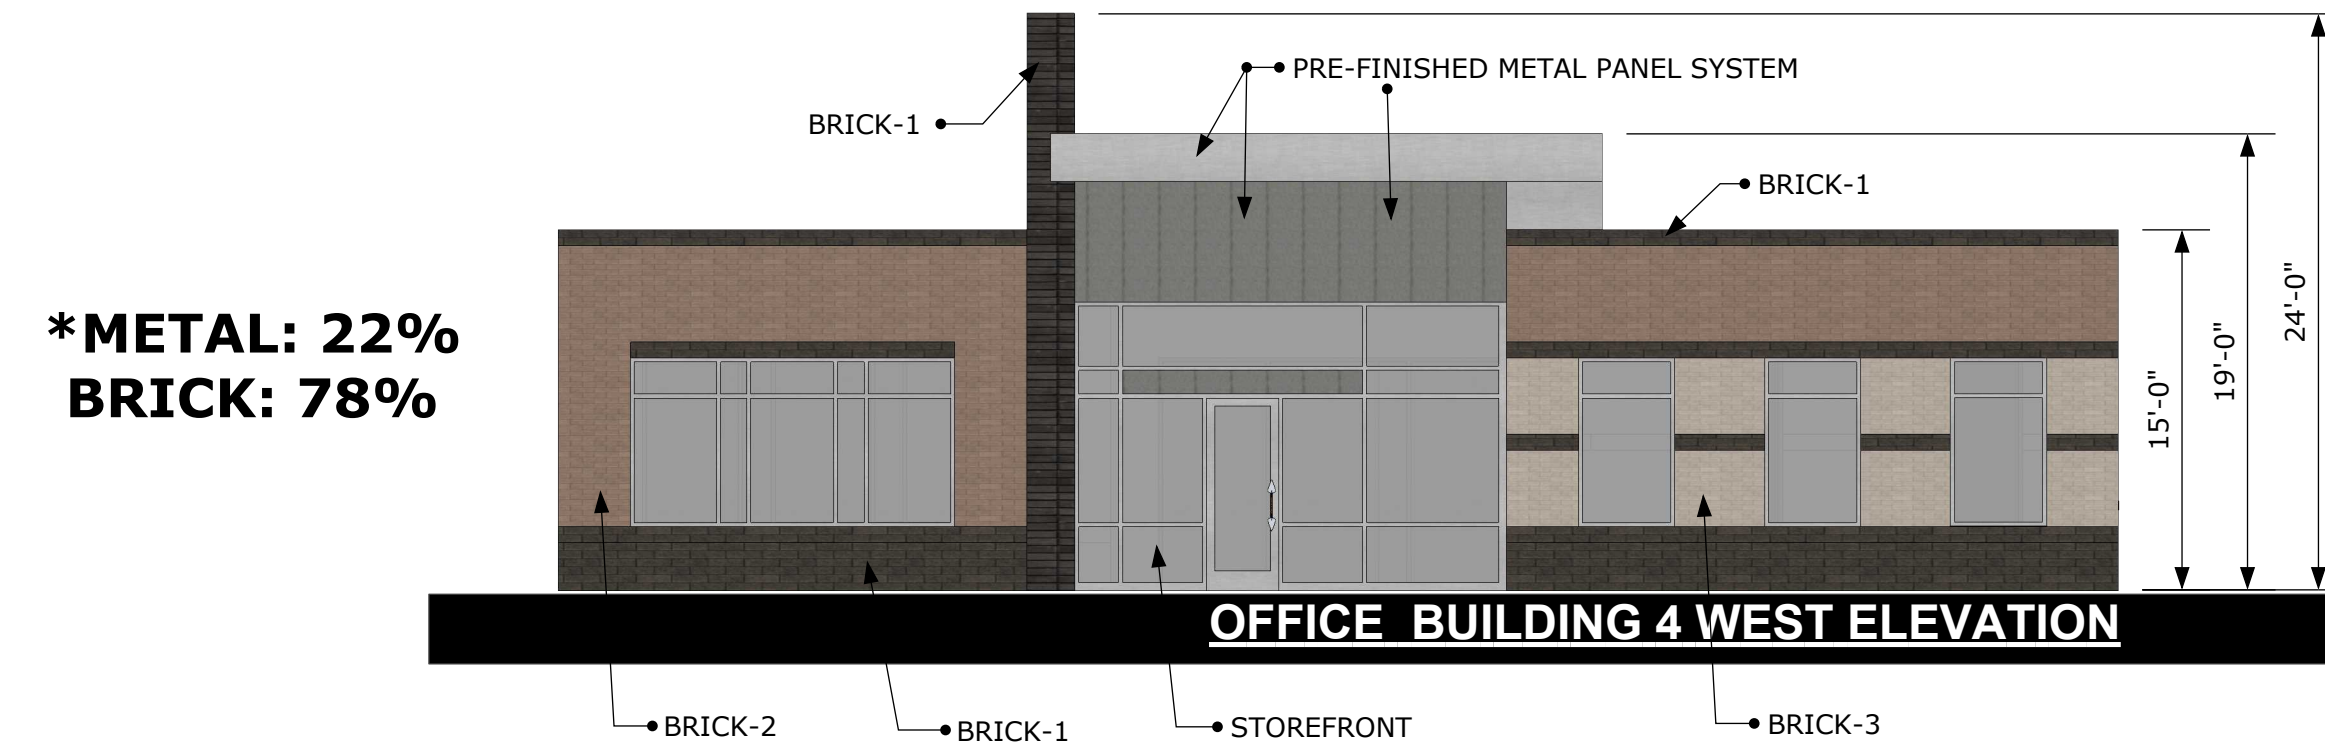 PRE-FINISHED METAL PANEL SYSTEM
BRICK-1
BRICK-1
24'-0"
19'-0"
15'-0"
*METAL: 22%
BRICK: 78%
OFFICE BUILDING 4 WEST ELEVATION
BRICK-2
BRICK-1
STOREFRONT
BRICK-3